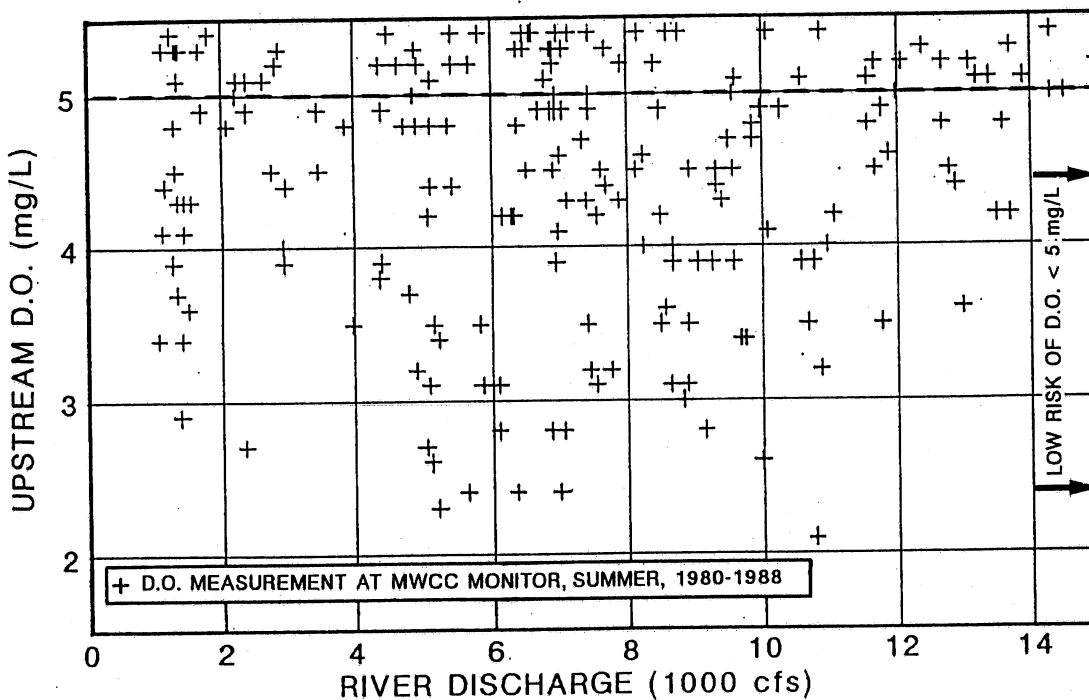 UPSTREAM D.O. (mg/L)
5
4
3
2
LOW RISK OF D.O. < 5 mg/L
+ D.O. MEASUREMENT AT MWCC MONITOR, SUMMER, 1980-1988
0 2 4 6 8 10 12 14
RIVER DISCHARGE (1000 cfs)